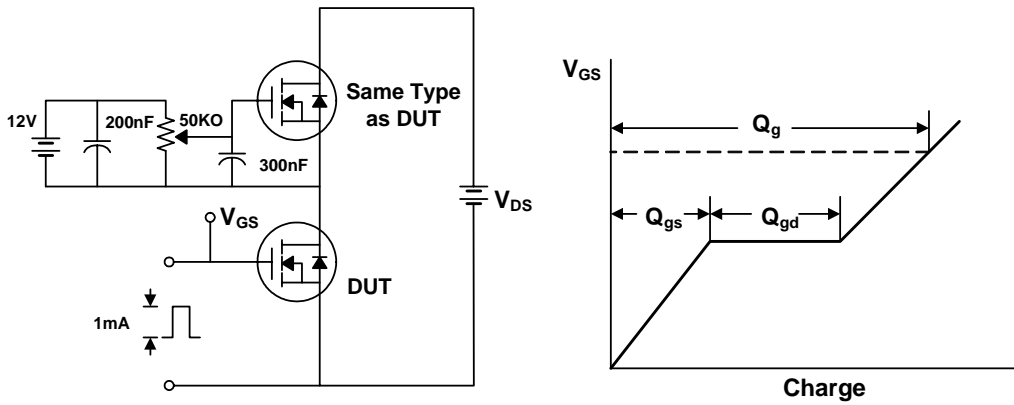 12V
200nF
50KO
300nF
Same Type
as DUT
V_DS
V_GS
DUT
1mA
V_GS
Q_g
Q_gs
Q_gd
Charge